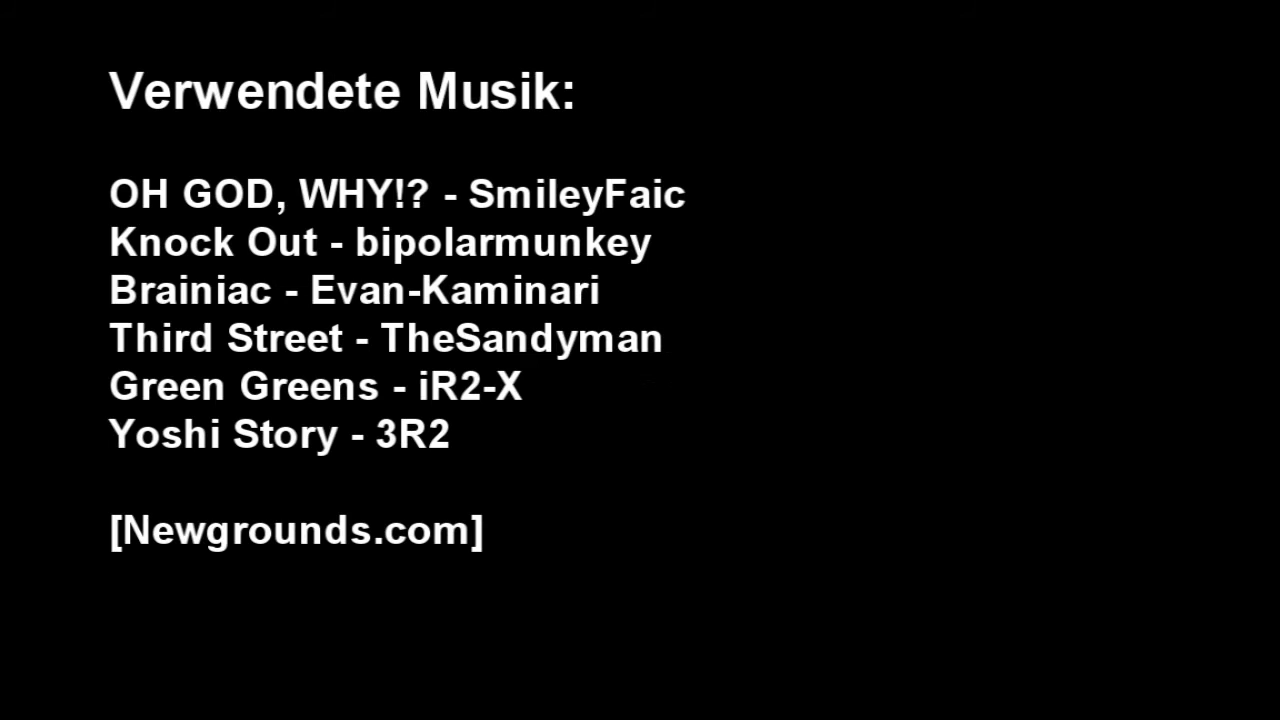 Verwendete Musik:
OH GOD, WHY!? - SmileyFaic
Knock Out - bipolarmunkey
Brainiac - Evan-Kaminari
Third Street - TheSandyman
Green Greens - iR2-X
Yoshi Story - 3R2
[Newgrounds.com]